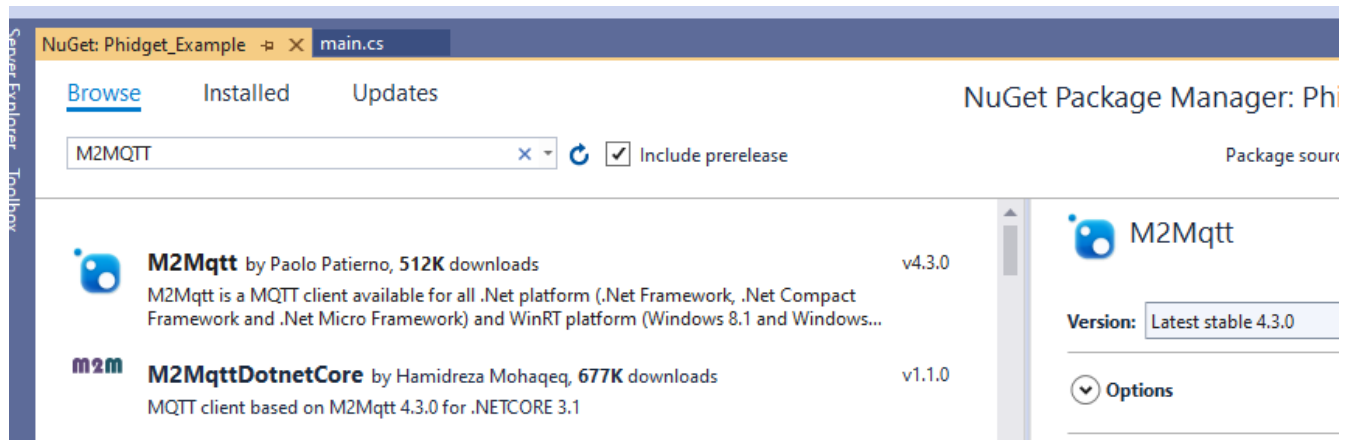 Server Explorer
Toolbox
NuGet: Phidget_Example
main.cs
Browse
Installed
Updates
NuGet Package Manager: Phi
M2MQTT
Include prerelease
Package sourc
M2Mqtt by Paolo Patierno, 512K downloads
v4.3.0
M2Mqtt is a MQTT client available for all .Net platform (.Net Framework, .Net Compact
Framework and .Net Micro Framework) and WinRT platform (Windows 8.1 and Windows...
m2m
M2MqttDotnetCore by Hamidreza Mohaqeq, 677K downloads
v1.1.0
MQTT client based on M2Mqtt 4.3.0 for .NETCORE 3.1
M2Mqtt
Version: Latest stable 4.3.0
Options